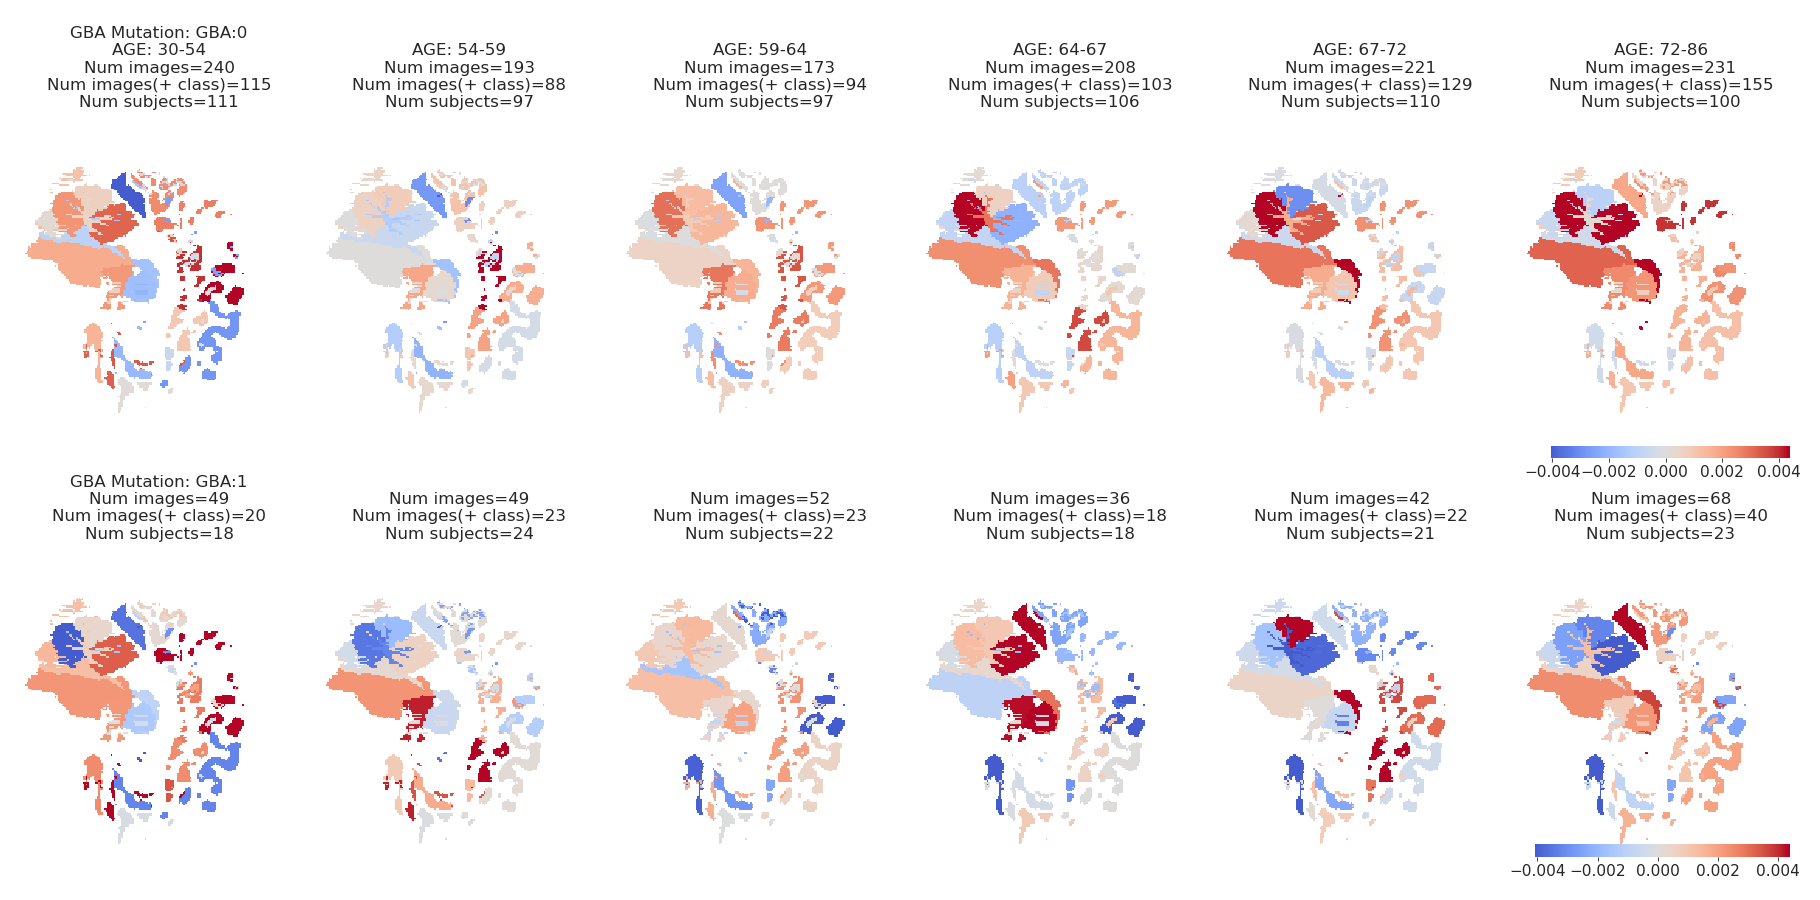 GBA Mutation: GBA:0
AGE: 30-54
Num images=240
Num images(+ class)=115
Num subjects=111
AGE: 54-59
Num images=193
Num images(+ class)=88
Num subjects=97
AGE: 59-64
Num images=173
Num images(+ class)=94
Num subjects=97
AGE: 64-67
Num images=208
Num images(+ class)=103
Num subjects=106
AGE: 67-72
Num images=221
Num images(+ class)=129
Num subjects=110
AGE: 72-86
Num images=231
Num images(+ class)=155
Num subjects=100
−0.004 −0.002 0.000 0.002 0.004
GBA Mutation: GBA:1
Num images=49
Num images(+ class)=20
Num subjects=18
Num images=49
Num images(+ class)=23
Num subjects=24
Num images=52
Num images(+ class)=23
Num subjects=22
Num images=36
Num images(+ class)=18
Num subjects=18
Num images=42
Num images(+ class)=22
Num subjects=21
Num images=68
Num images(+ class)=40
Num subjects=23
−0.004 −0.002 0.000 0.002 0.004